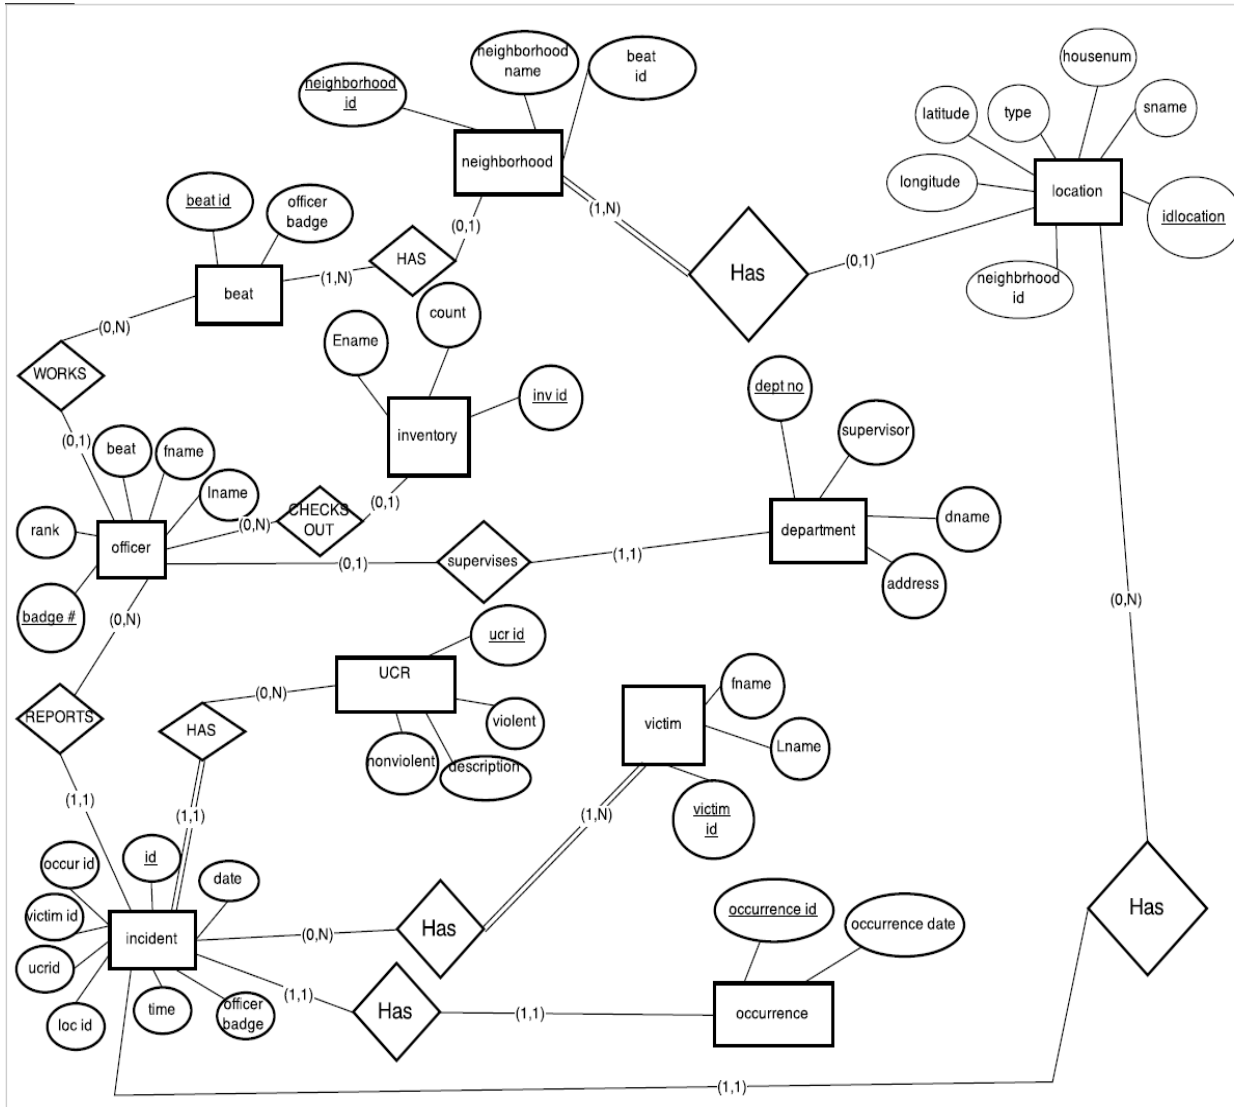 neighborhood
name
beat
id
housenum
neighborhood
id
latitude
type
sname
neighborhood
longitude
location
idlocation
beat id
officer
badge
(1,N)
(0,1)
HAS
Has
(0,1)
(1,N)
beat
neighbrhood
id
count
(0,N)
Ename
WORKS
inv id
dept no
inventory
supervisor
(0,1)
beat
fname
lname
CHECKS
OUT
(0,1)
(0,N)
rank
officer
department
dname
supervises
(1,1)
(0,1)
address
badge #
(0,N)
(0,N)
ucr id
UCR
fname
(0,N)
REPORTS
HAS
violent
victim
Lname
nonviolent
description
(1,1)
(1,1)
(1,N)
victim
id
occur id
id
date
victim id
occurrence id
occurrence date
Has
Has
incident
(0,N)
ucrid
(1,1)
loc id
time
officer
badge
Has
(1,1)
occurrence
(1,1)